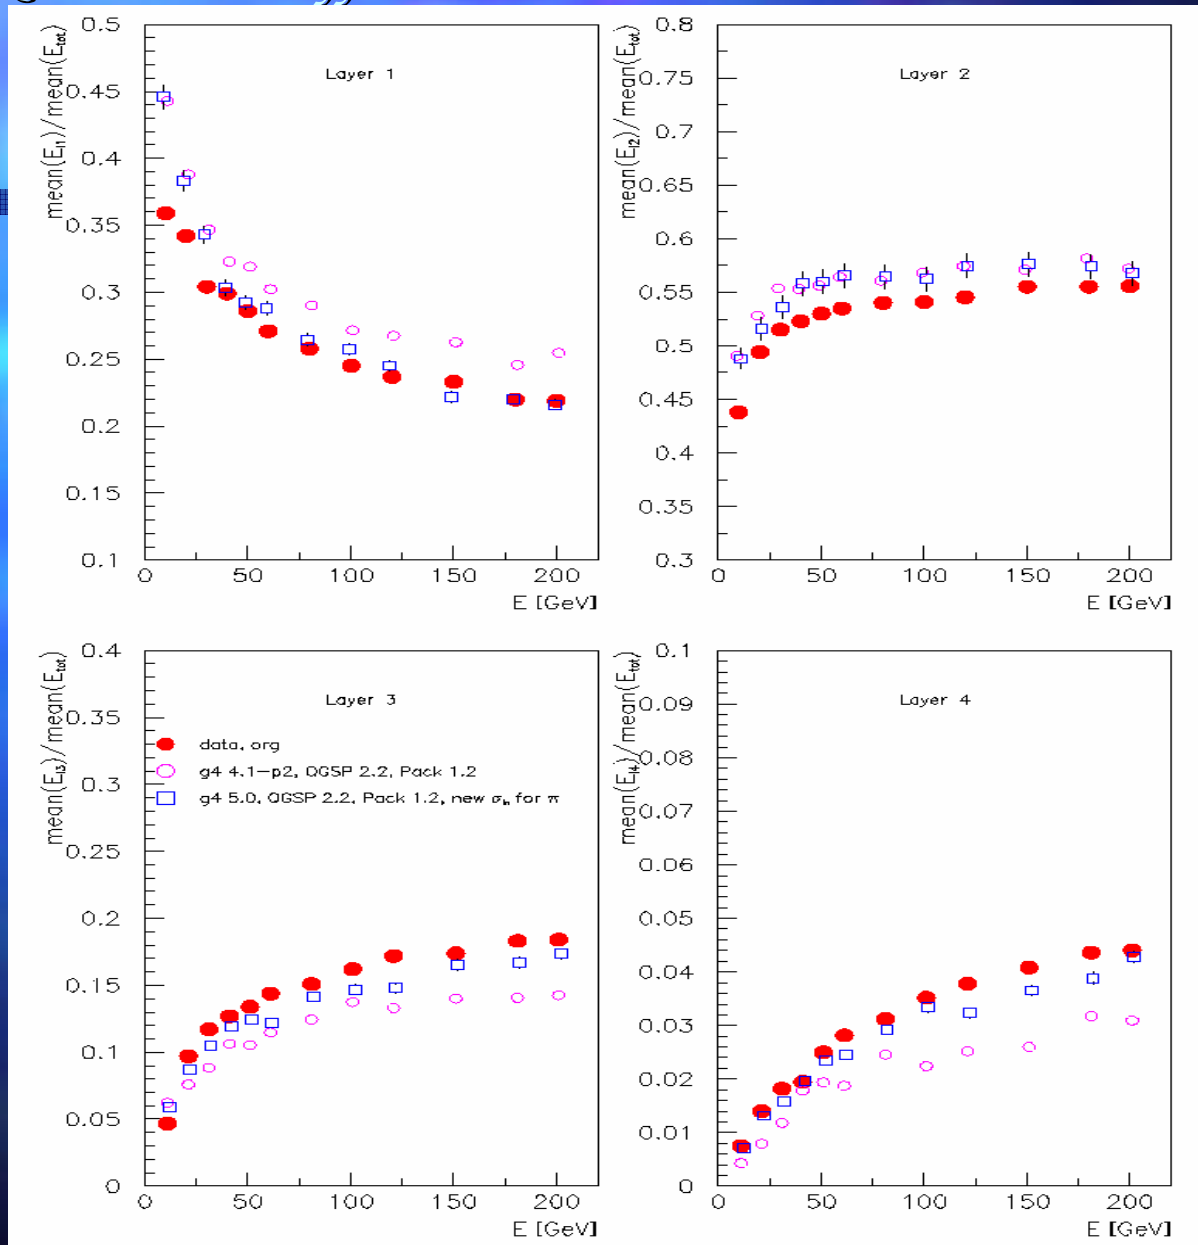 0.5
0.45
0.4
0.35
0.3
0.25
0.2
0.15
0.1
mean(E_l1)/mean(E_tot)
Layer 1
0 50 100 150 200
E [GeV]
0.8
0.75
0.7
0.65
0.6
0.55
0.5
0.45
0.4
0.35
0.3
mean(E_l2)/mean(E_tot)
Layer 2
0 50 100 150 200
E [GeV]
0.4
0.35
0.3
0.25
0.2
0.15
0.1
0.05
0
mean(E_l3)/mean(E_tot)
Layer 3
data, org
g4 4.1-p2, QGSP 2.2, Pack 1.2
g4 5.0, QGSP 2.2, Pack 1.2, new σ_in for π
0 50 100 150 200
E [GeV]
0.1
0.09
0.08
0.07
0.06
0.05
0.04
0.03
0.02
0.01
0
mean(E_l4)/mean(E_tot)
Layer 4
0 50 100 150 200
E [GeV]